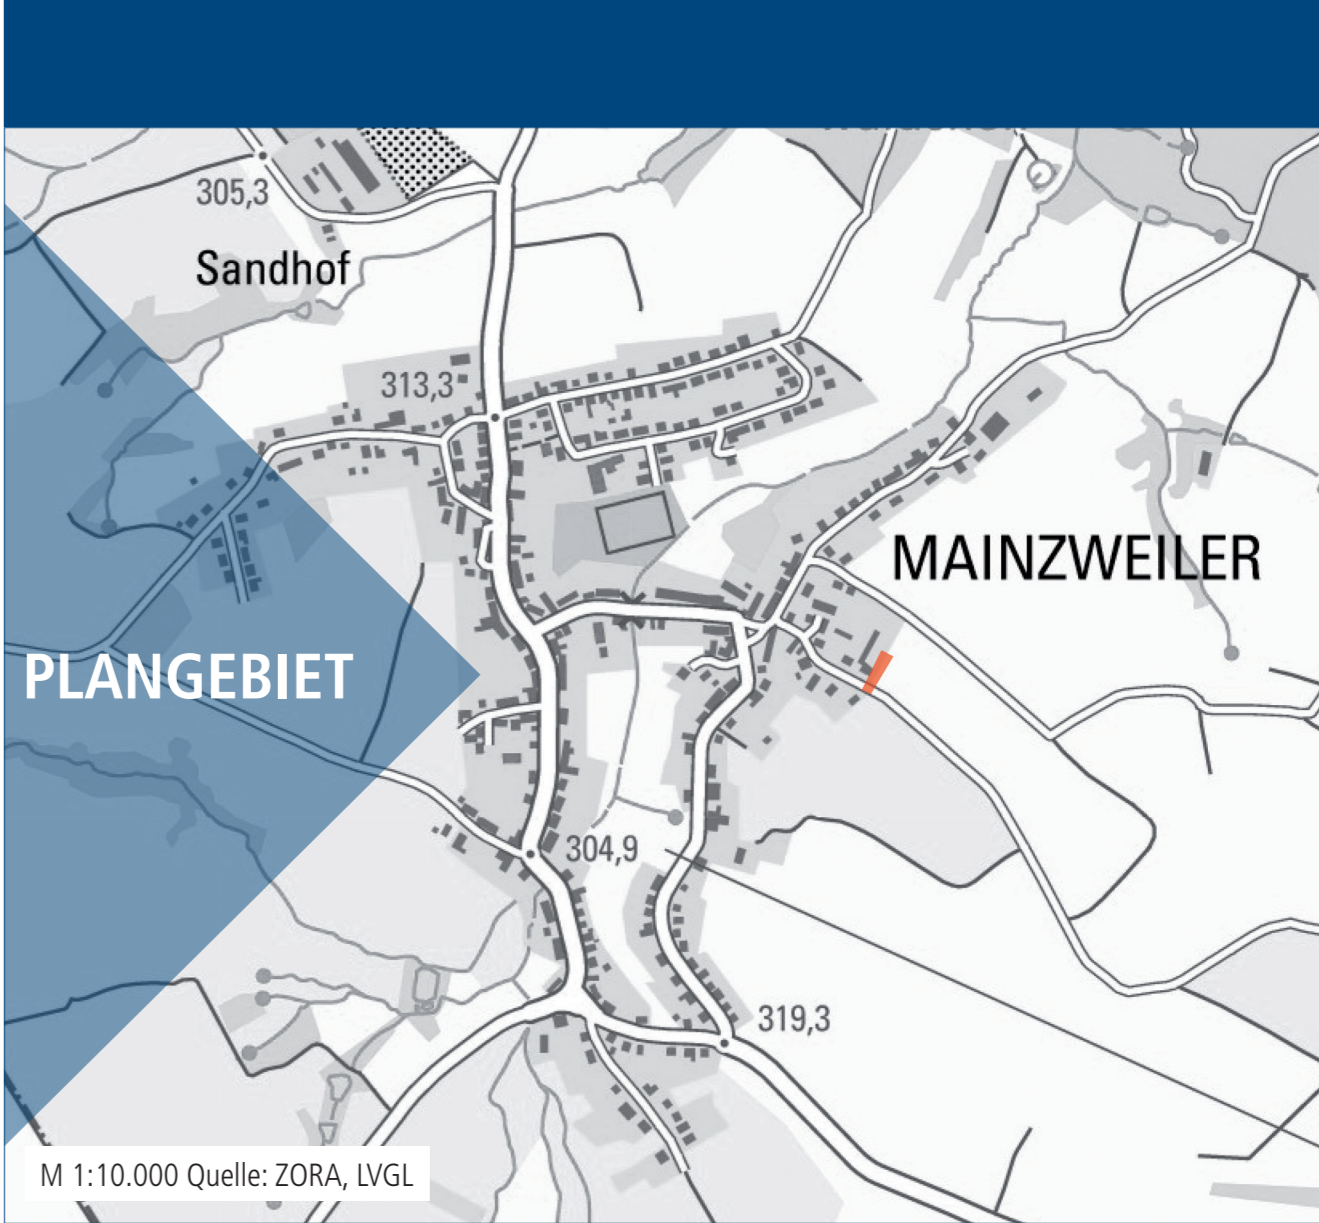 305,3
Sandhof
313,3
MAINZWEILER
PLANGEBIET
304,9
319,3
M 1:10.000 Quelle: ZORA, LVGL